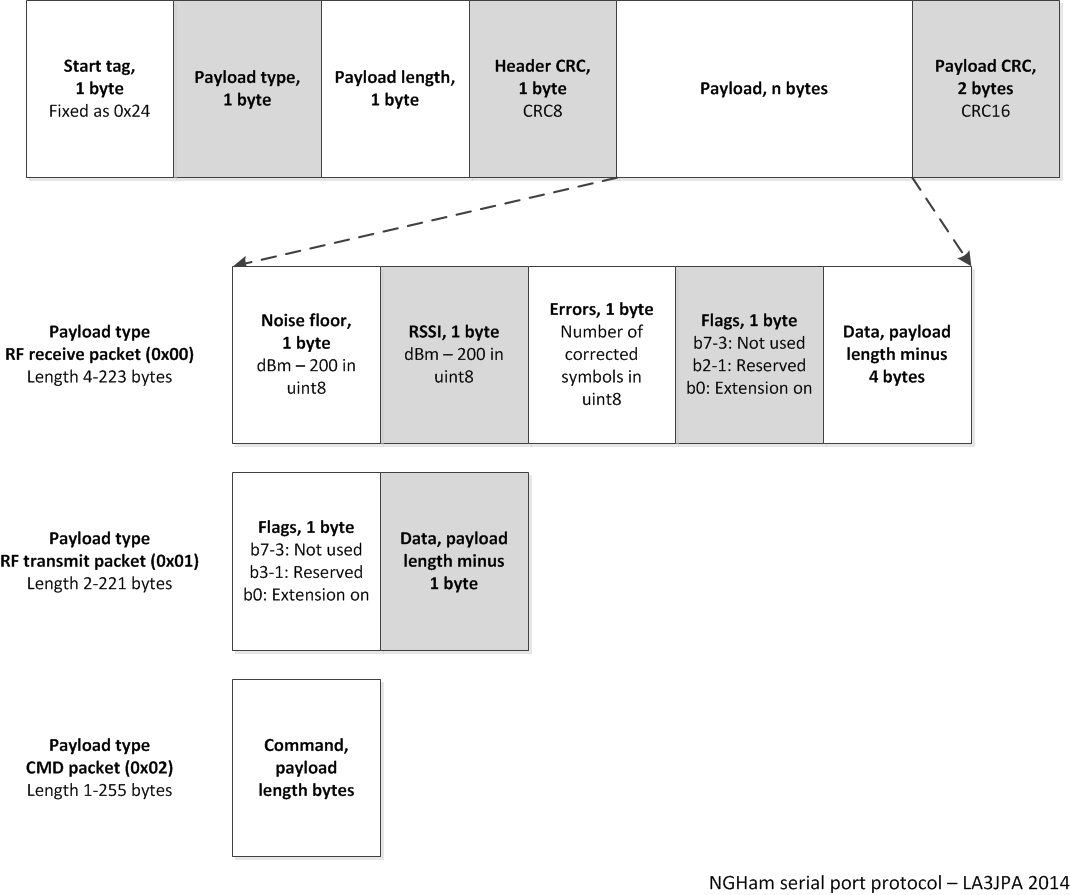 Start tag,
1 byte
Fixed as 0x24
Payload type,
1 byte
Payload length,
1 byte
Header CRC,
1 byte
CRC8
Payload, n bytes
Payload CRC,
2 bytes
CRC16
Payload type
RF receive packet (0x00)
Length 4-223 bytes
Noise floor,
1 byte
dBm – 200 in
uint8
RSSI, 1 byte
dBm – 200 in
uint8
Errors, 1 byte
Number of
corrected
symbols in
uint8
Flags, 1 byte
b7-3: Not used
b2-1: Reserved
b0: Extension on
Data, payload
length minus
4 bytes
Payload type
RF transmit packet (0x01)
Length 2-221 bytes
Flags, 1 byte
b7-3: Not used
b3-1: Reserved
b0: Extension on
Data, payload
length minus
1 byte
Payload type
CMD packet (0x02)
Length 1-255 bytes
Command,
payload
length bytes
NGHam serial port protocol – LA3JPA 2014